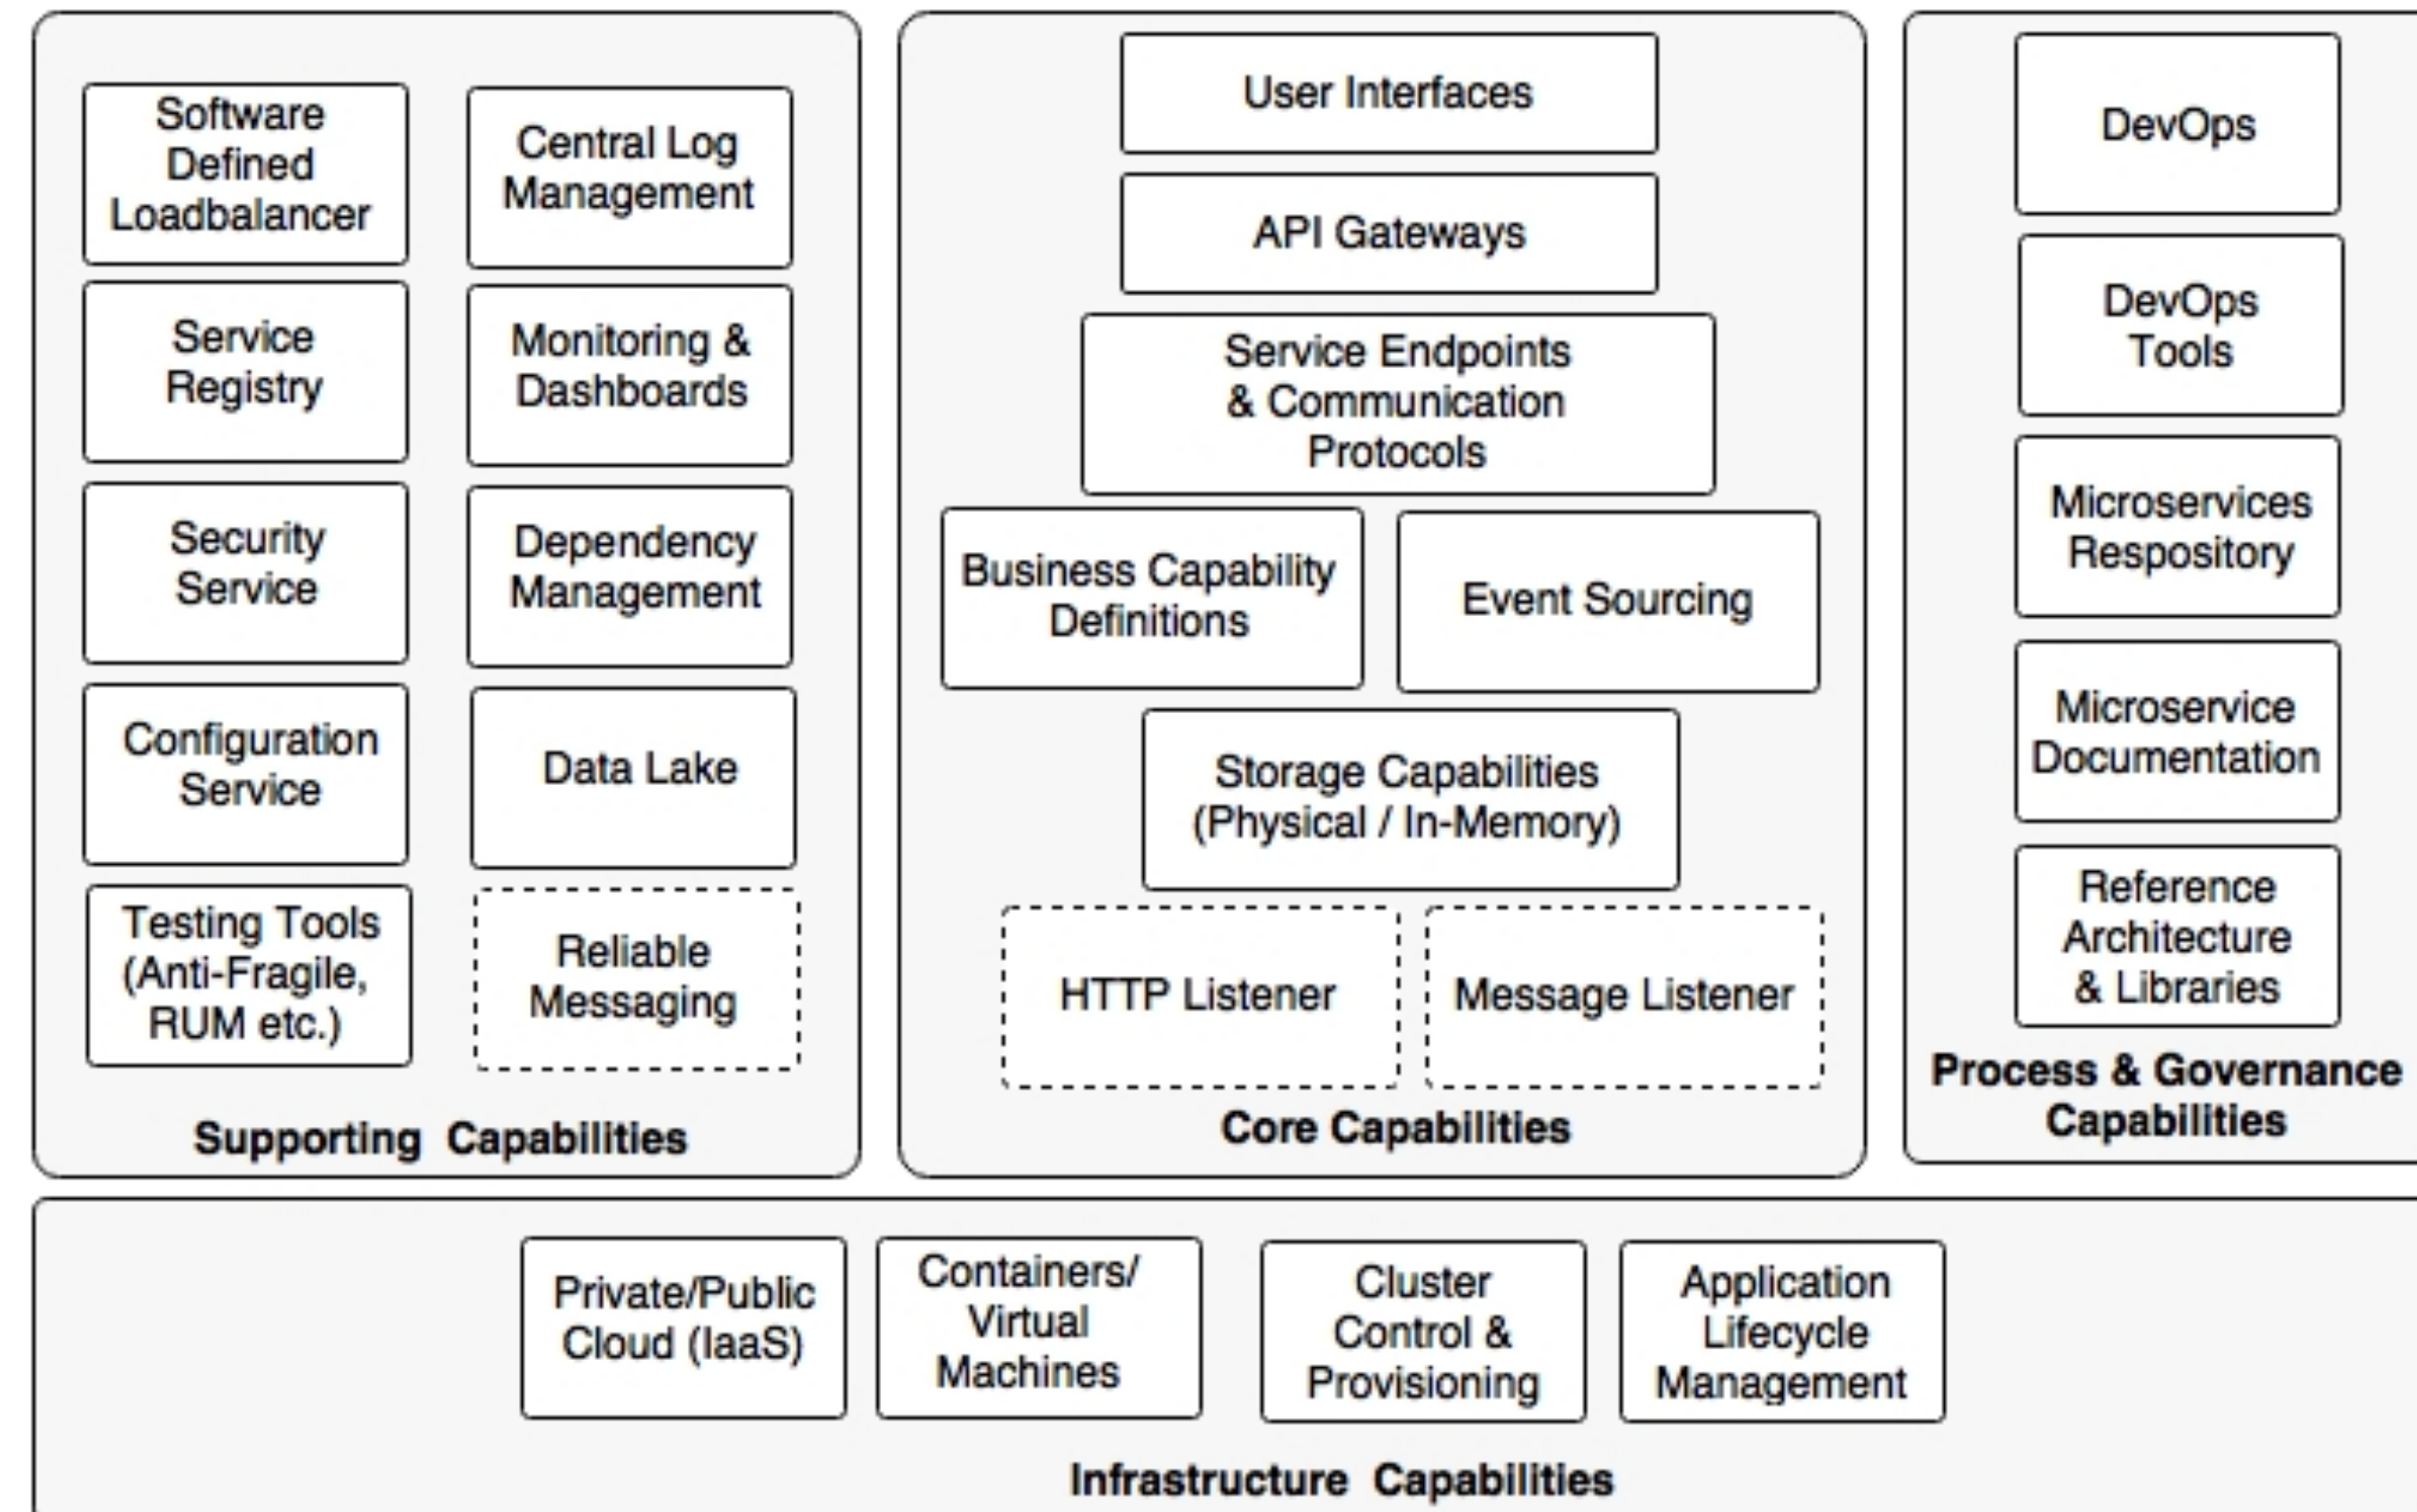 Software
Defined
Loadbalancer
Central Log
Management
Service
Registry
Monitoring &
Dashboards
Security
Service
Dependency
Management
Configuration
Service
Data Lake
Testing Tools
(Anti-Fragile,
RUM etc.)
Reliable
Messaging
Supporting Capabilities
User Interfaces
API Gateways
Service Endpoints
& Communication
Protocols
Business Capability
Definitions
Event Sourcing
Storage Capabilities
(Physical / In-Memory)
HTTP Listener
Message Listener
Core Capabilities
DevOps
DevOps
Tools
Microservices
Respository
Microservice
Documentation
Reference
Architecture
& Libraries
Process & Governance
Capabilities
Private/Public
Cloud (IaaS)
Containers/
Virtual
Machines
Cluster
Control &
Provisioning
Application
Lifecycle
Management
Infrastructure Capabilities